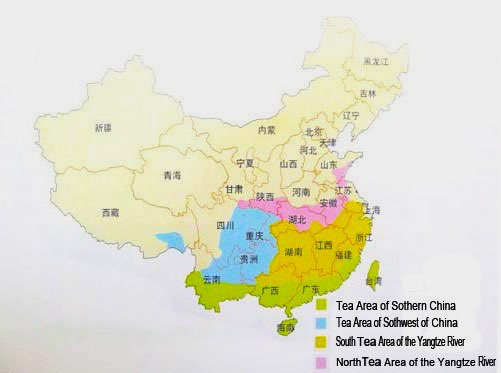 黑龙江
吉林
辽宁
新疆
内蒙
北京
天津
河北
宁夏
山西
山东
青海
甘肃
河南
江苏
陕西
西藏
安徽
上海
四川
湖北
重庆
浙江
江西
湖南
贵洲
福建
云南
广西
广东
台湾
海南
Tea Area of Sothern China
Tea Area of Sothwest of China
South Tea Area of the Yangtze River
North Tea Area of the Yangtze River